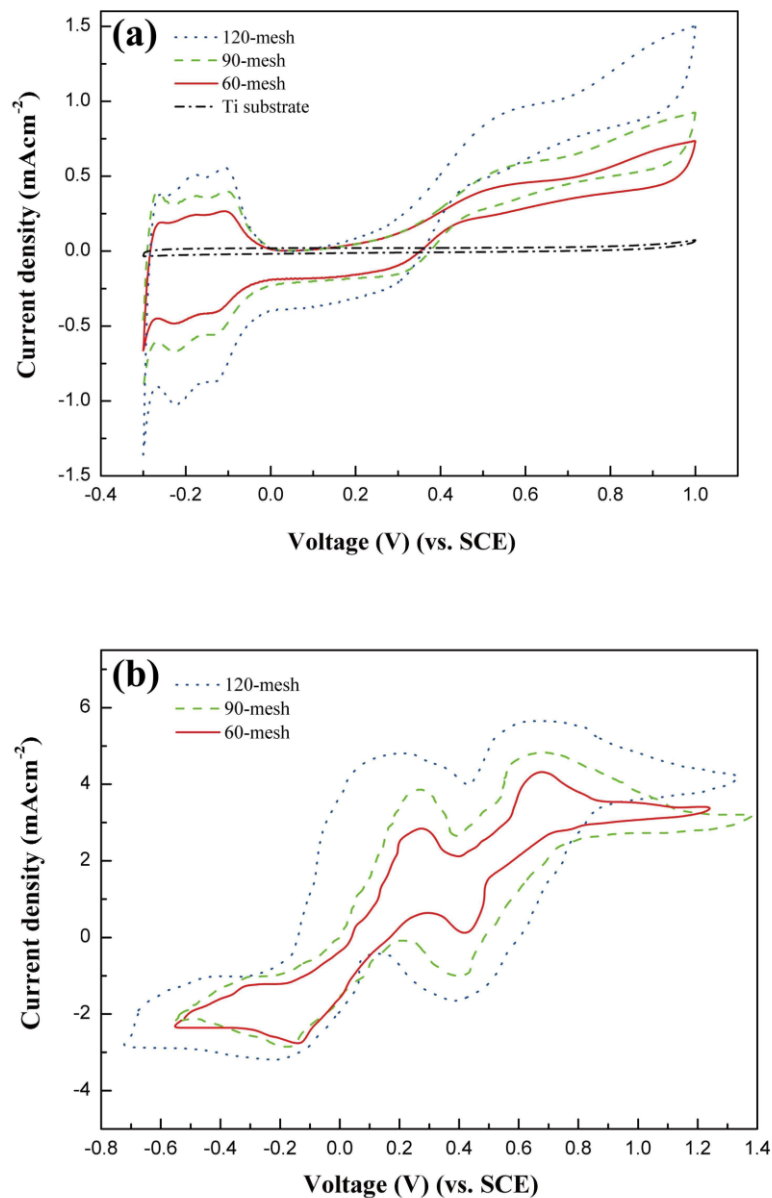 (a)
120-mesh
90-mesh
60-mesh
Ti substrate
Current density (mAcm⁻²)
1.5
1.0
0.5
0.0
-0.5
-1.0
-1.5
-0.4 -0.2 0.0 0.2 0.4 0.6 0.8 1.0
Voltage (V) (vs. SCE)
(b)
120-mesh
90-mesh
60-mesh
Current density (mAcm⁻²)
6
4
2
0
-2
-4
-0.8 -0.6 -0.4 -0.2 0.0 0.2 0.4 0.6 0.8 1.0 1.2 1.4
Voltage (V) (vs. SCE)